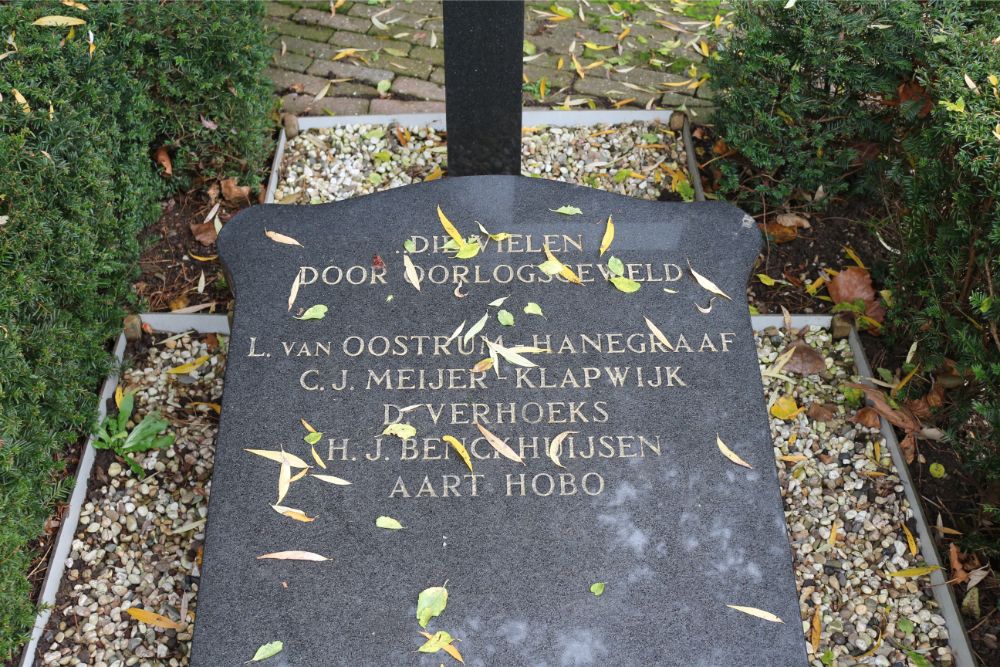 DIE VIELEN
DOOR OORLOGSGEWELD
L. VAN OOSTRUM-HANEGRAAF
C.J. MEIJER-KLAPWIJK
D. VERHOEKS
H.J. BENCKHUIJSEN
AART HOBO